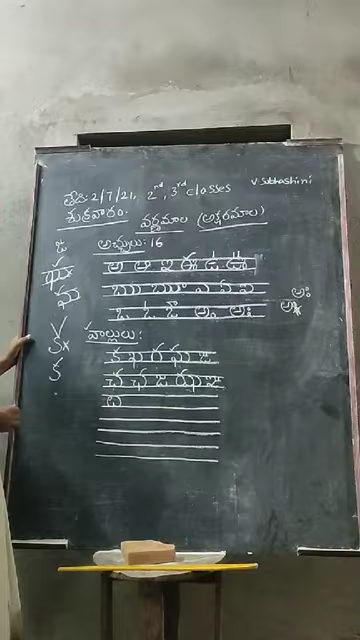 తేది: 2/7/21, 2nd, 3rd classes
V. Subhashini
శుక్రవారం.
వర్ణమాల (అక్షరమాల)
అచ్చులు: 16
అ ఆ ఇ ఈ ఉ ఊ
ఋ ౠ ఎ ఏ ఐ
ఒ ఓ ఔ అం అః
హల్లులు:
క ఖ గ ఘ ఙ
చ ఛ జ ఝ ఞ
ట
అః